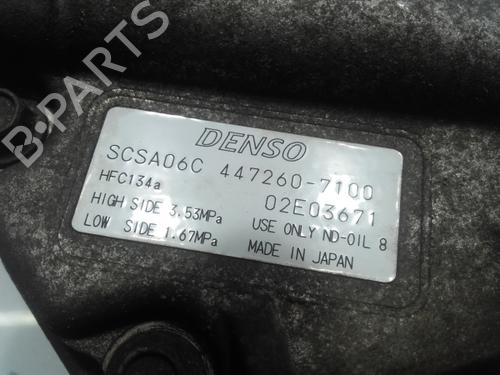 DENSO
SCSA06C 447260-7100
HFC134a 02E03671
HIGH SIDE 3.53MPa USE ONLY ND-OIL 8
LOW SIDE 1.67MPa MADE IN JAPAN